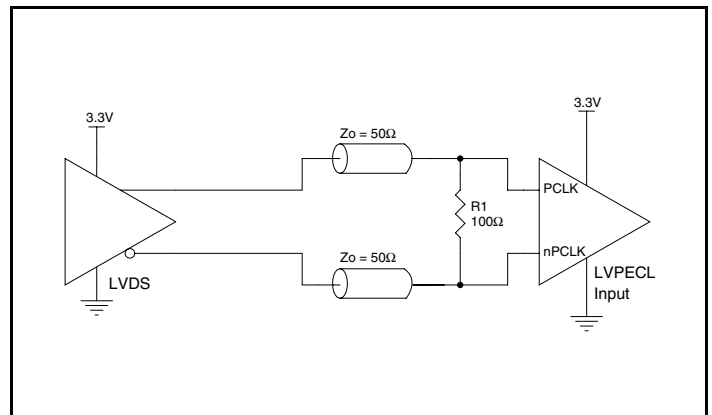 3.3V
3.3V
Zo = 50Ω
PCLK
R1
100Ω
nPCLK
Zo = 50Ω
LVDS
LVPECL
Input